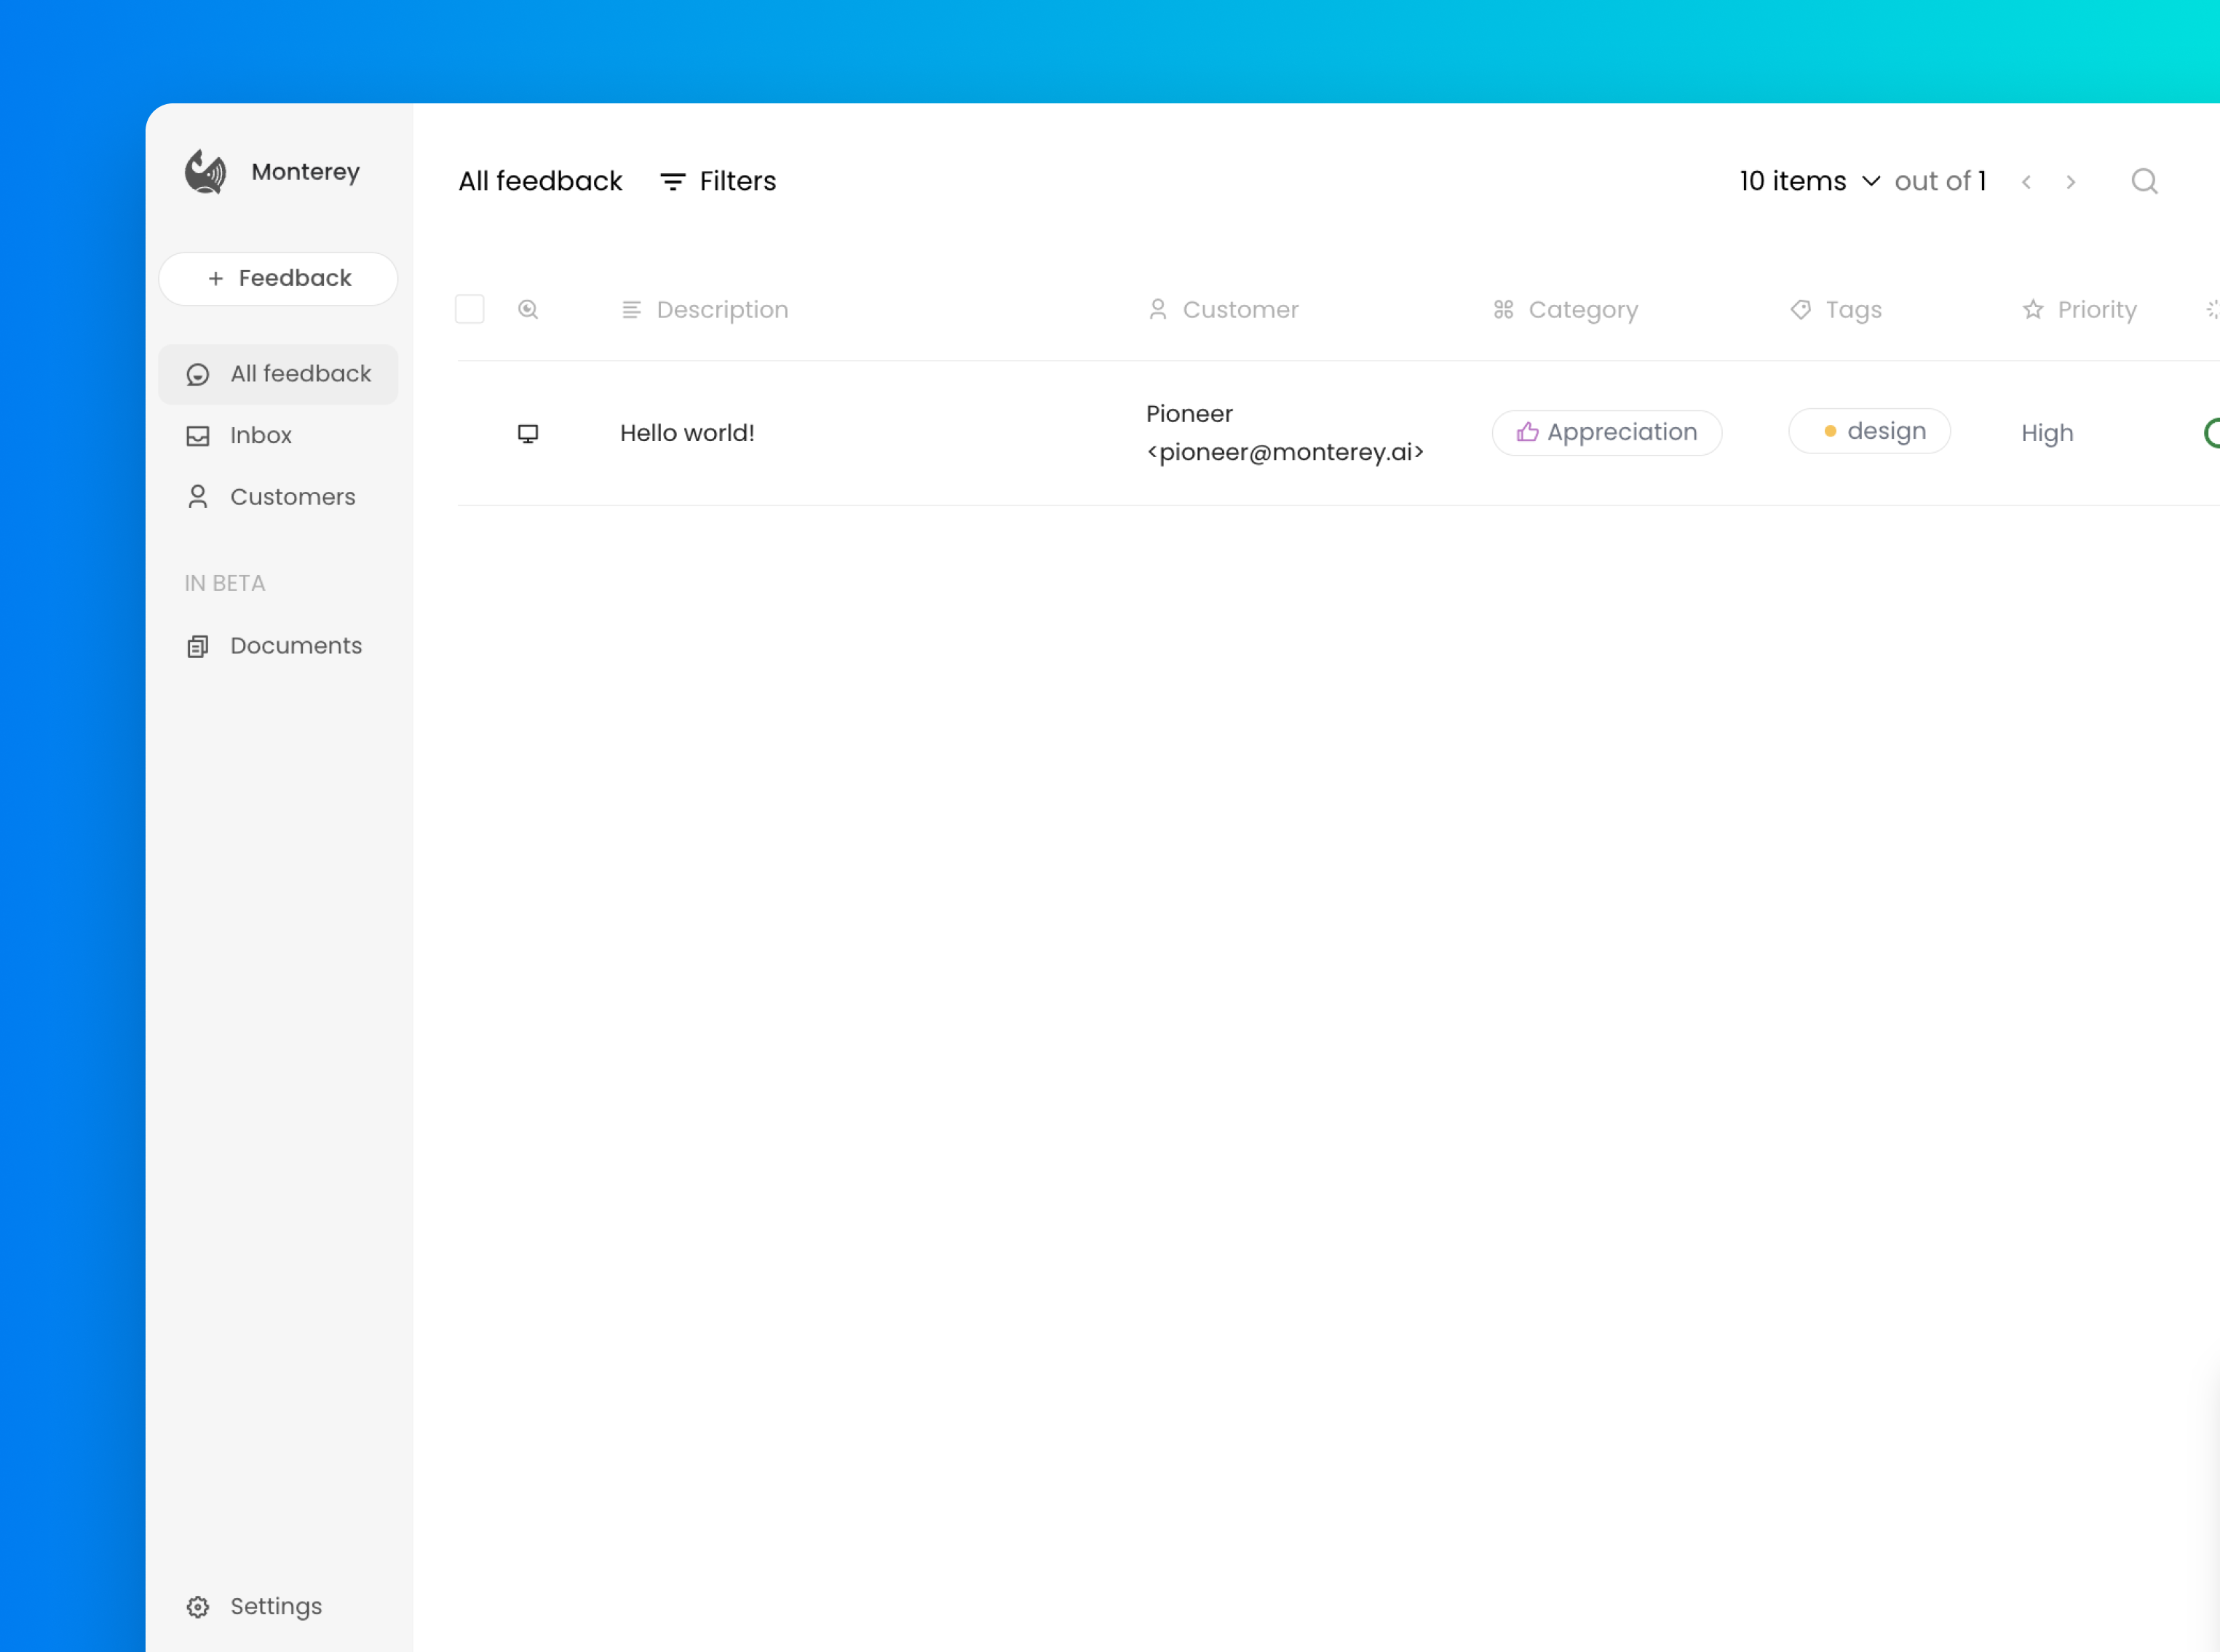 Monterey
+ Feedback
All feedback
Inbox
Customers
IN BETA
Documents
Settings
All feedback Filters
10 items out of 1
Description Customer Category Tags Priority
Hello world!
Pioneer
<pioneer@monterey.ai>
Appreciation
design
High